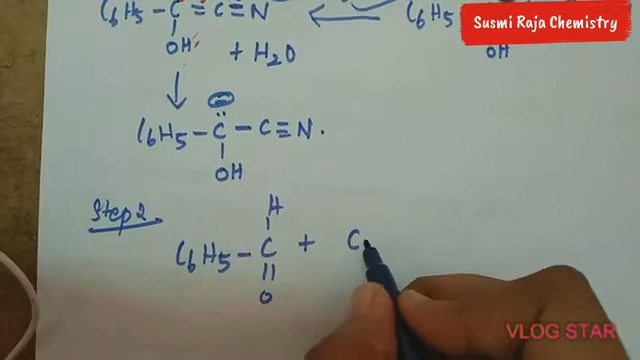 C6H5-C=C=N C6H5
OH OH
+ H2O
C6H5-C̈-C≡N.
OH
Step 2.
H
C6H5-C + C
||
O
Susmi Raja Chemistry
VLOG STAR